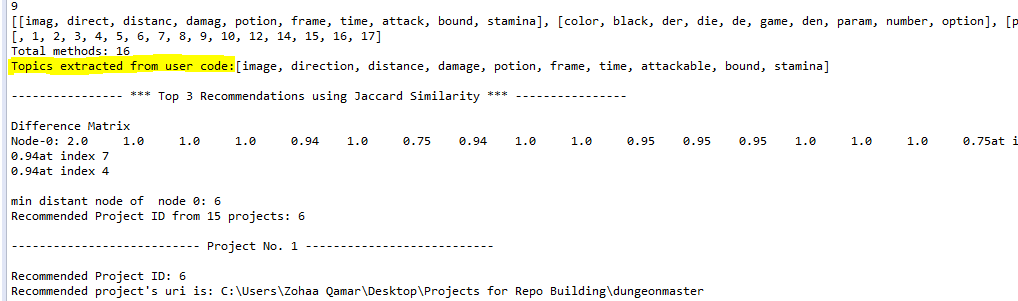 9
[[imag, direct, distanc, damag, potion, frame, time, attack, bound, stamina], [color, black, der, die, de, game, den, param, number, option], [p
[, 1, 2, 3, 4, 5, 6, 7, 8, 9, 10, 12, 14, 15, 16, 17]
Total methods: 16
Topics extracted from user code:[image, direction, distance, damage, potion, frame, time, attackable, bound, stamina]
---------------- *** Top 3 Recommendations using Jaccard Similarity *** ----------------
Difference Matrix
Node-0: 2.0 1.0 1.0 1.0 0.94 1.0 0.75 0.94 1.0 1.0 0.95 0.95 0.95 1.0 1.0 1.0 0.75at i
0.94at index 7
0.94at index 4
min distant node of  node 0: 6
Recommended Project ID from 15 projects: 6
--------------------------- Project No. 1 ---------------------------
Recommended Project ID: 6
Recommended project's uri is: C:\Users\Zohaa Qamar\Desktop\Projects for Repo Building\dungeonmaster